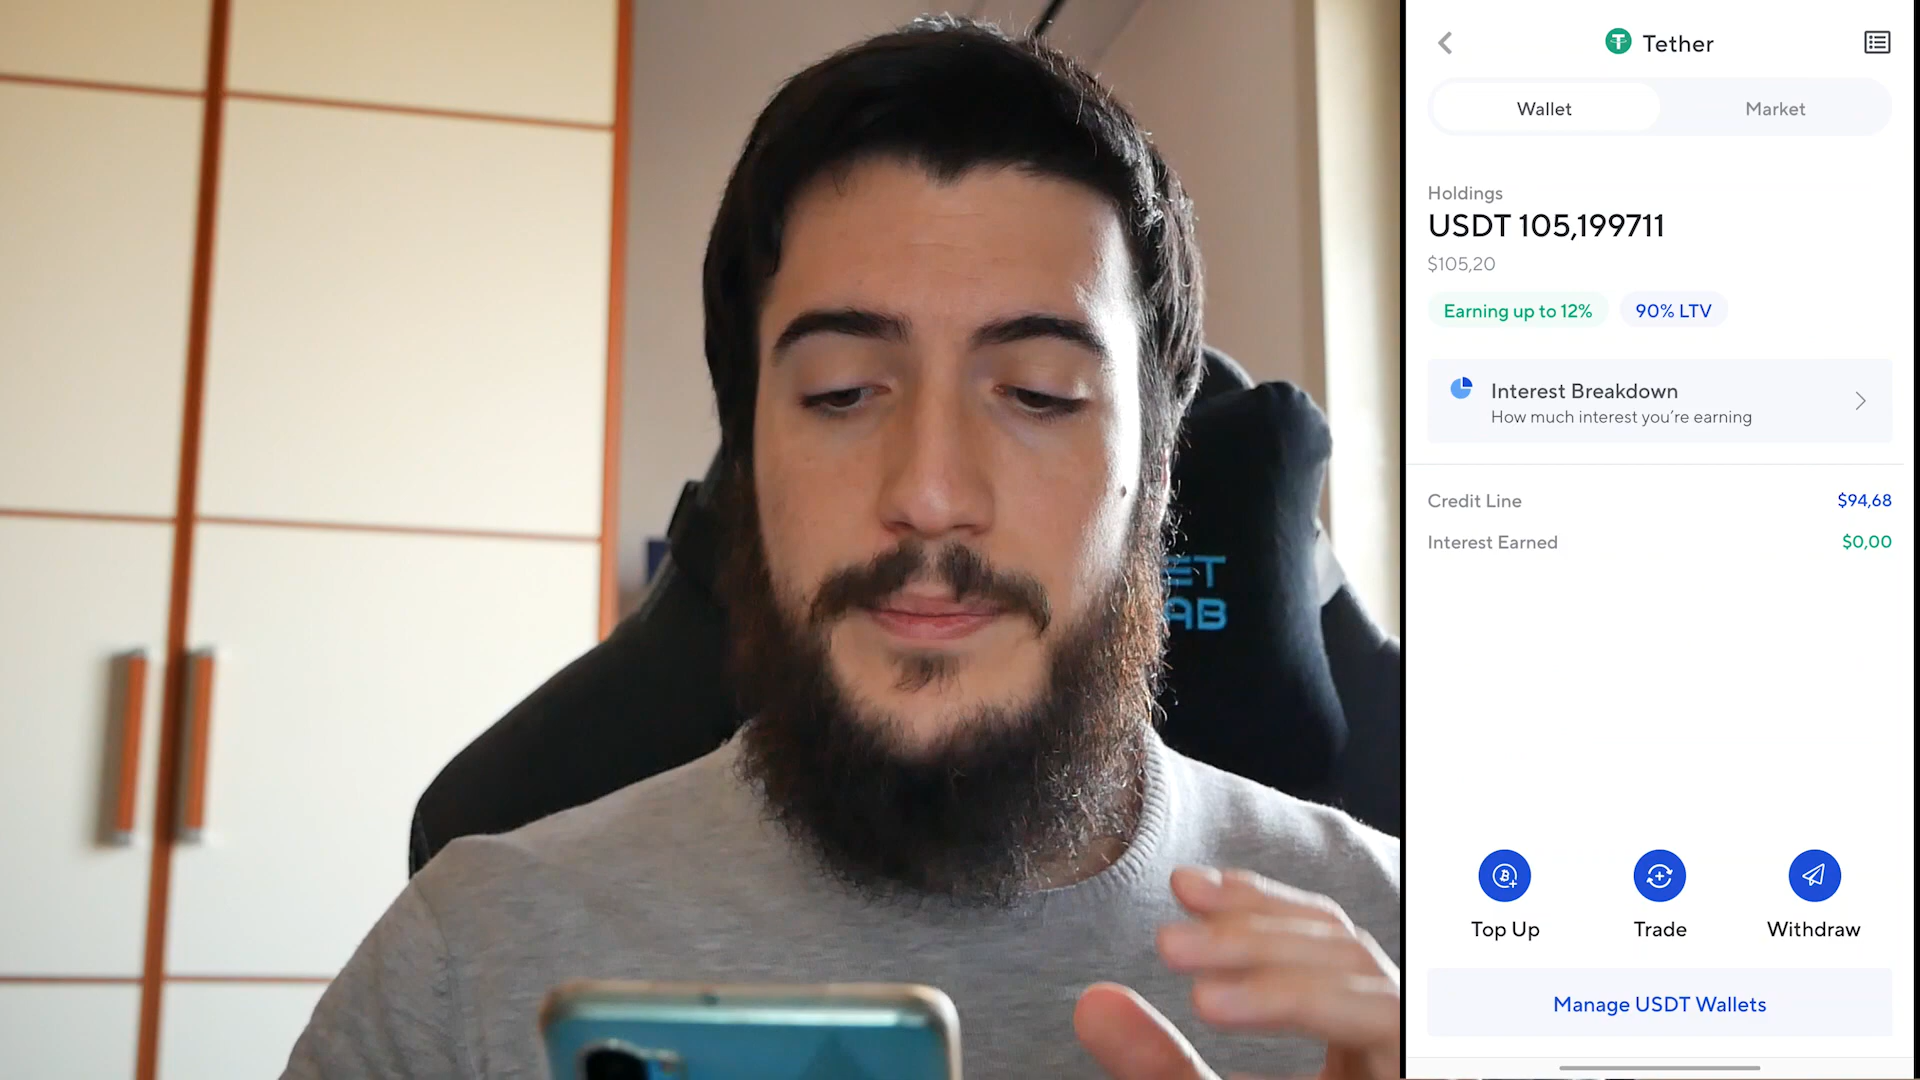 Tether
Wallet
Market
Holdings
USDT 105,199711
$105,20
Earning up to 12%
90% LTV
Interest Breakdown
How much interest you're earning
Credit Line
$94,68
Interest Earned
$0,00
Top Up
Trade
Withdraw
Manage USDT Wallets